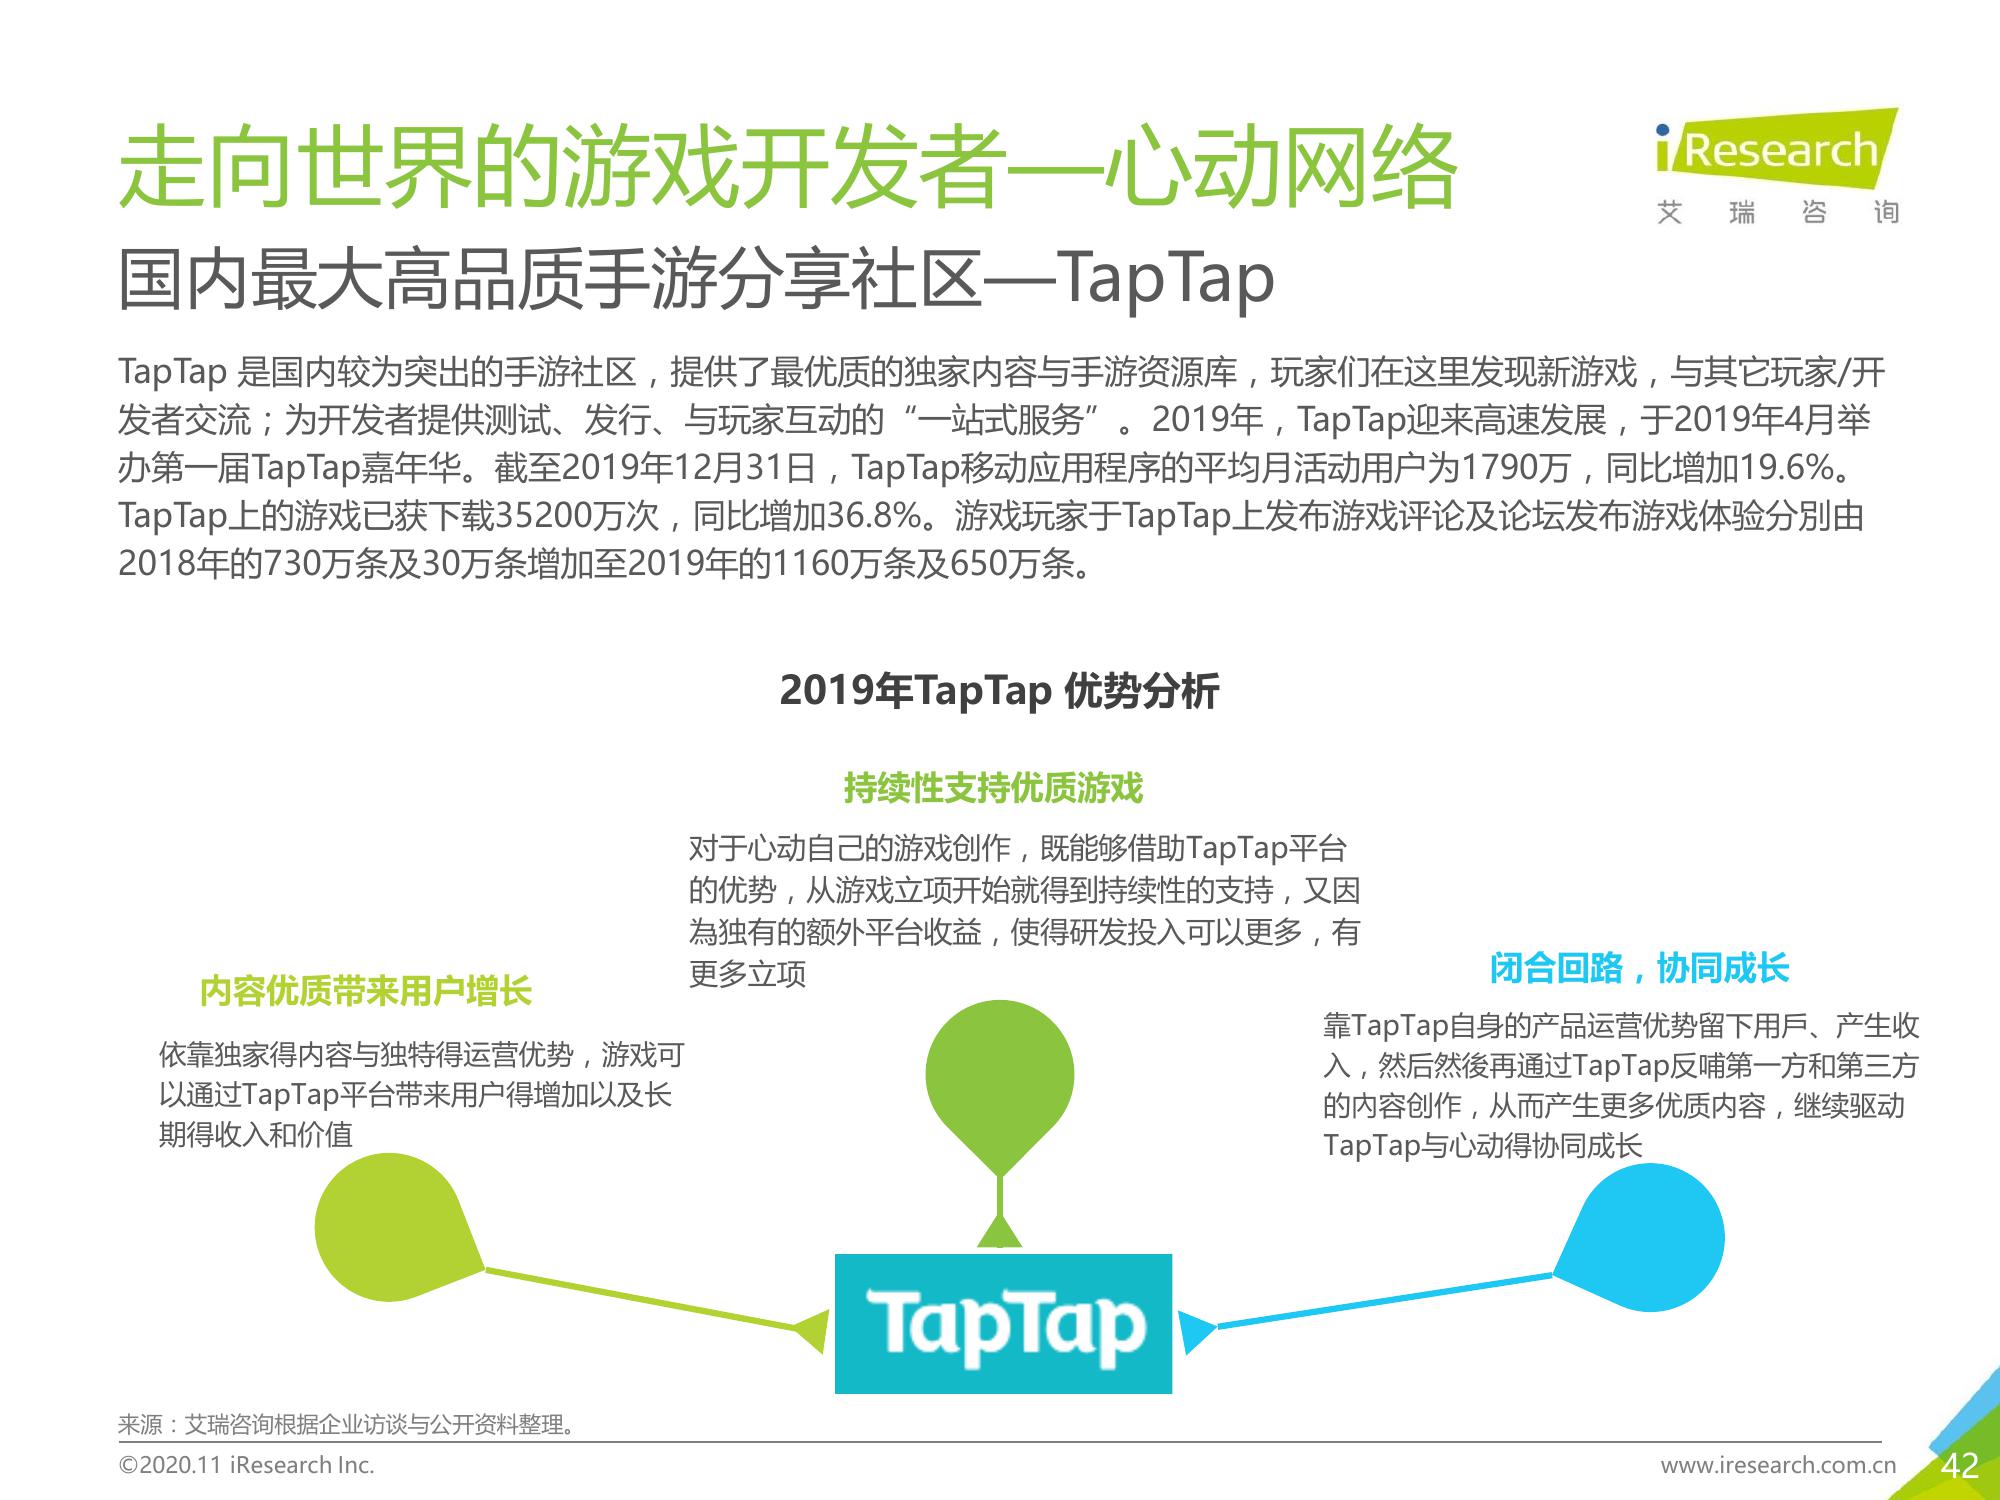 走向世界的游戏开发者—心动网络
iResearch
艾瑞咨询
国内最大高品质手游分享社区—TapTap
TapTap 是国内较为突出的手游社区，提供了最优质的独家内容与手游资源库，玩家们在这里发现新游戏，与其它玩家/开
发者交流；为开发者提供测试、发行、与玩家互动的“一站式服务”。2019年，TapTap迎来高速发展，于2019年4月举
办第一届TapTap嘉年华。截至2019年12月31日，TapTap移动应用程序的平均月活动用户为1790万，同比增加19.6%。
TapTap上的游戏已获下载35200万次，同比增加36.8%。游戏玩家于TapTap上发布游戏评论及论坛发布游戏体验分別由
2018年的730万条及30万条增加至2019年的1160万条及650万条。
2019年TapTap 优势分析
持续性支持优质游戏
对于心动自己的游戏创作，既能够借助TapTap平台
的优势，从游戏立项开始就得到持续性的支持，又因
為独有的额外平台收益，使得研发投入可以更多，有
更多立项
内容优质带来用户增长
依靠独家得内容与独特得运营优势，游戏可
以通过TapTap平台带来用户得增加以及长
期得收入和价值
闭合回路，协同成长
靠TapTap自身的产品运营优势留下用戶、产生收
入，然后然後再通过TapTap反哺第一方和第三方
的内容创作，从而产生更多优质内容，继续驱动
TapTap与心动得协同成长
TapTap
来源：艾瑞咨询根据企业访谈与公开资料整理。
©2020.11 iResearch Inc.
www.iresearch.com.cn
42